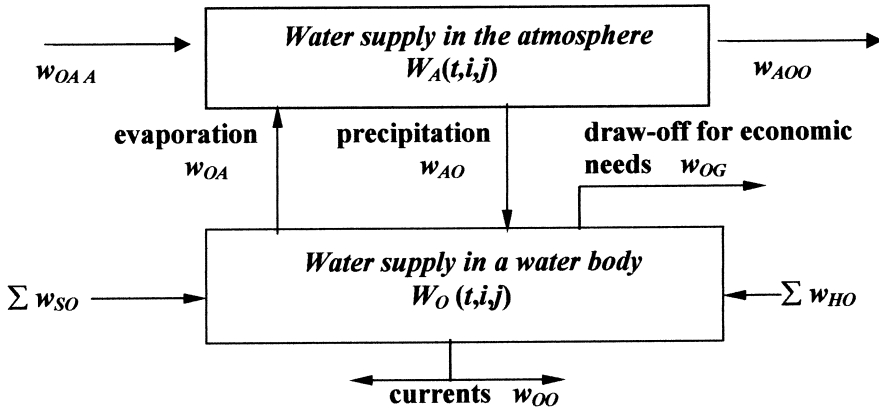 Water supply in the atmosphere
W_A(t,i,j)
w_OAA
w_AOO
evaporation
w_OA
precipitation
w_AO
draw-off for economic
needs w_OG
Water supply in a water body
W_O (t,i,j)
∑ w_SO
∑ w_HO
currents w_OO